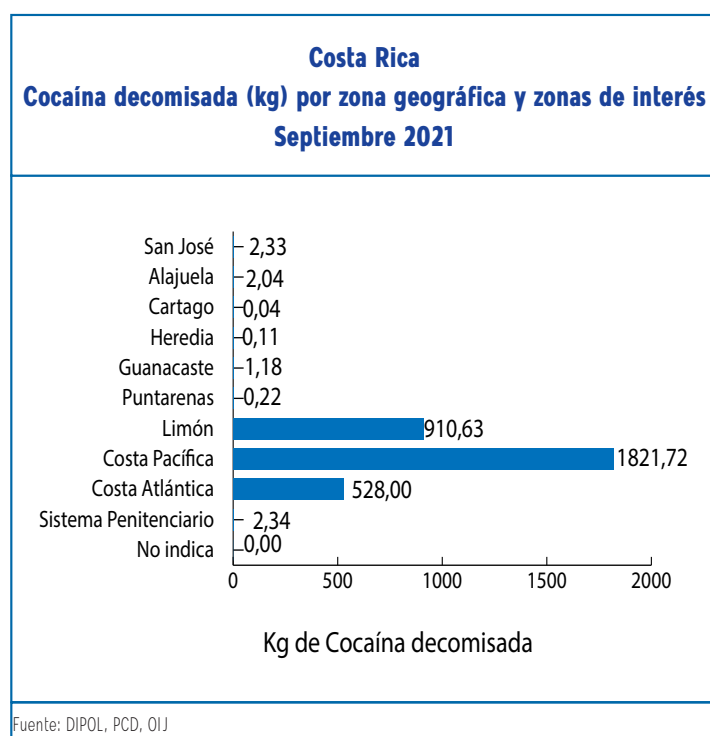 Costa Rica
Cocaína decomisada (kg) por zona geográfica y zonas de interés
Septiembre 2021
San José 2,33
Alajuela 2,04
Cartago 0,04
Heredia 0,11
Guanacaste 1,18
Puntarenas 0,22
Limón 910,63
Costa Pacífica 1821,72
Costa Atlántica 528,00
Sistema Penitenciario 2,34
No indica 0,00
0 500 1000 1500 2000
Kg de Cocaína decomisada
Fuente: DIPOL, PCD, OIJ